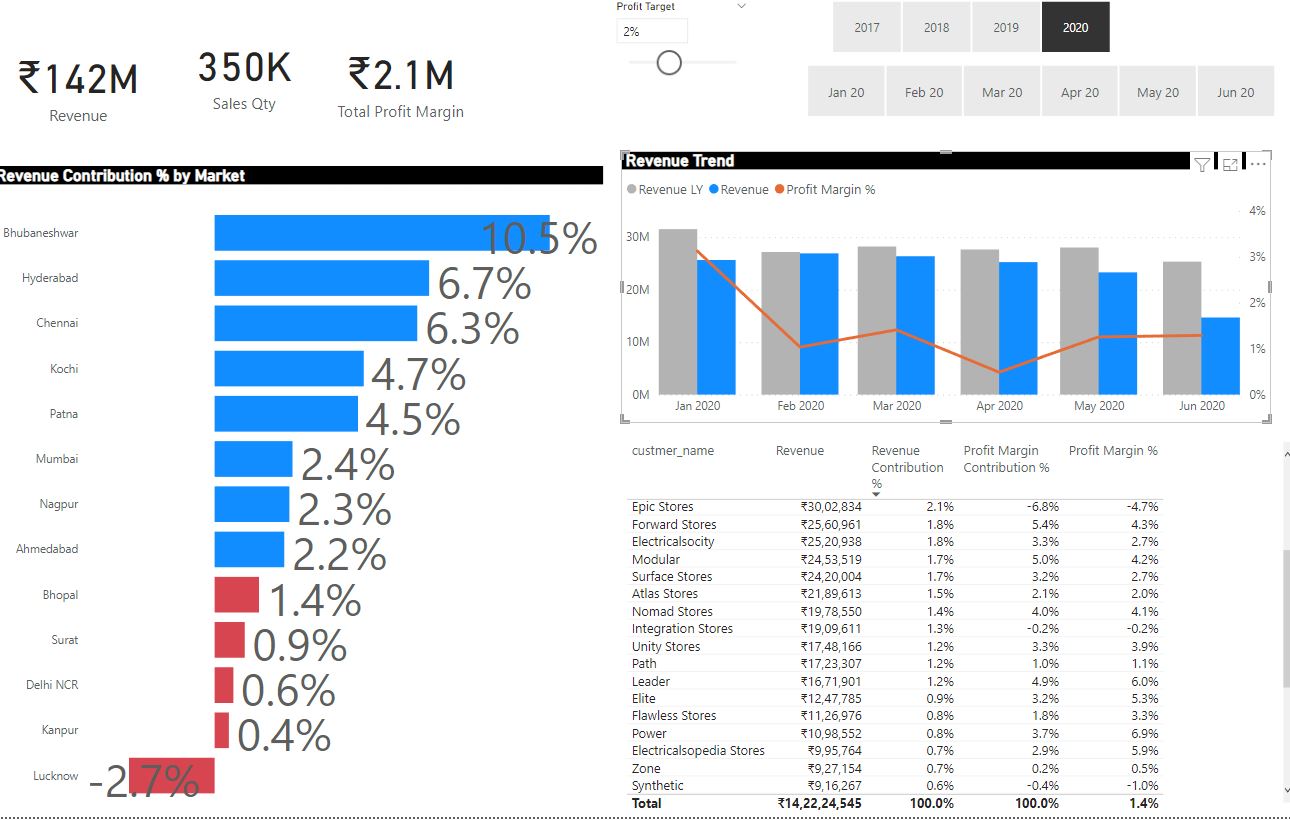 ₹142M
Revenue
350K
Sales Qty
₹2.1M
Total Profit Margin
Profit Target
2%
2017 2018 2019 2020
Jan 20 Feb 20 Mar 20 Apr 20 May 20 Jun 20
Revenue Contribution % by Market
Bhubaneshwar 10.5%
Hyderabad 6.7%
Chennai 6.3%
Kochi 4.7%
Patna 4.5%
Mumbai 2.4%
Nagpur 2.3%
Ahmedabad 2.2%
Bhopal 1.4%
Surat 0.9%
Delhi NCR 0.6%
Kanpur 0.4%
Lucknow -2.7%
Revenue Trend
Revenue LY Revenue Profit Margin %
30M
20M
10M
0M
4%
3%
2%
1%
0%
Jan 2020 Feb 2020 Mar 2020 Apr 2020 May 2020 Jun 2020
custmer_name Revenue Revenue Contribution % Profit Margin Contribution % Profit Margin %
Epic Stores ₹30,02,834 2.1% -6.8% -4.7%
Forward Stores ₹25,60,961 1.8% 5.4% 4.3%
Electricalsocity ₹25,20,938 1.8% 3.3% 2.7%
Modular ₹24,53,519 1.7% 5.0% 4.2%
Surface Stores ₹24,20,004 1.7% 3.2% 2.7%
Atlas Stores ₹21,89,613 1.5% 2.1% 2.0%
Nomad Stores ₹19,78,550 1.4% 4.0% 4.1%
Integration Stores ₹19,09,611 1.3% -0.2% -0.2%
Unity Stores ₹17,48,166 1.2% 3.3% 3.9%
Path ₹17,23,307 1.2% 1.0% 1.1%
Leader ₹16,71,901 1.2% 4.9% 6.0%
Elite ₹12,47,785 0.9% 3.2% 5.3%
Flawless Stores ₹11,26,976 0.8% 1.8% 3.3%
Power ₹10,98,552 0.8% 3.7% 6.9%
Electricalsopedia Stores ₹9,95,764 0.7% 2.9% 5.9%
Zone ₹9,27,154 0.7% 0.2% 0.5%
Synthetic ₹9,16,267 0.6% -0.4% -1.0%
Total ₹14,22,24,545 100.0% 100.0% 1.4%